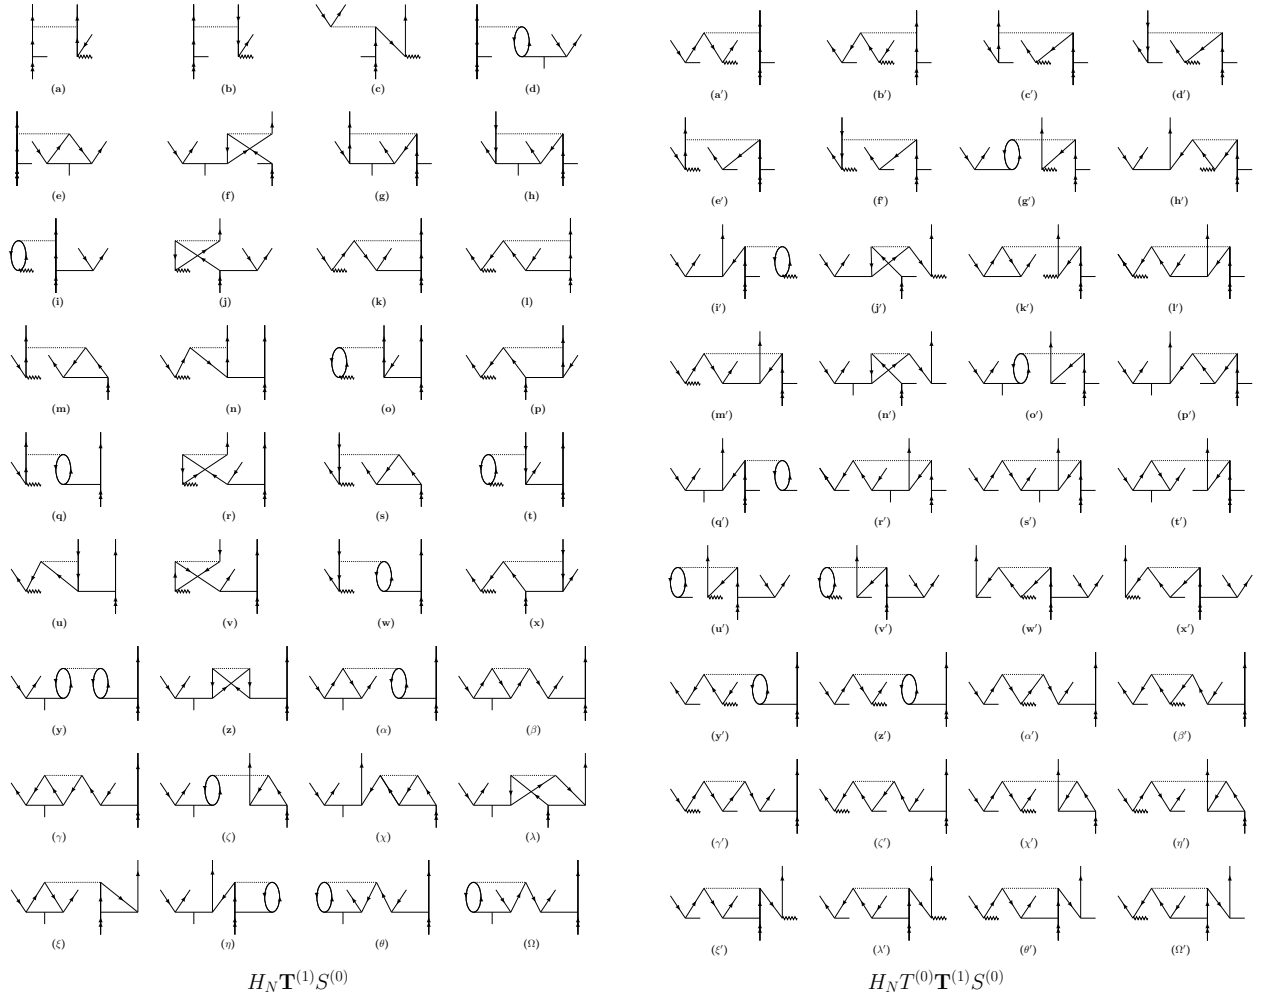 (a) (b) (c) (d)
(e) (f) (g) (h)
(i) (j) (k) (l)
(m) (n) (o) (p)
(q) (r) (s) (t)
(u) (v) (w) (x)
(y) (z) (α) (β)
(γ) (ζ) (χ) (λ)
(ξ) (η) (θ) (Ω)
H_N T^{(1)} S^{(0)}
(a′) (b′) (c′) (d′)
(e′) (f′) (g′) (h′)
(i′) (j′) (k′) (l′)
(m′) (n′) (o′) (p′)
(q′) (r′) (s′) (t′)
(u′) (v′) (w′) (x′)
(y′) (z′) (α′) (β′)
(γ′) (ζ′) (χ′) (η′)
(ξ′) (λ′) (θ′) (Ω′)
H_N T^{(0)} T^{(1)} S^{(0)}